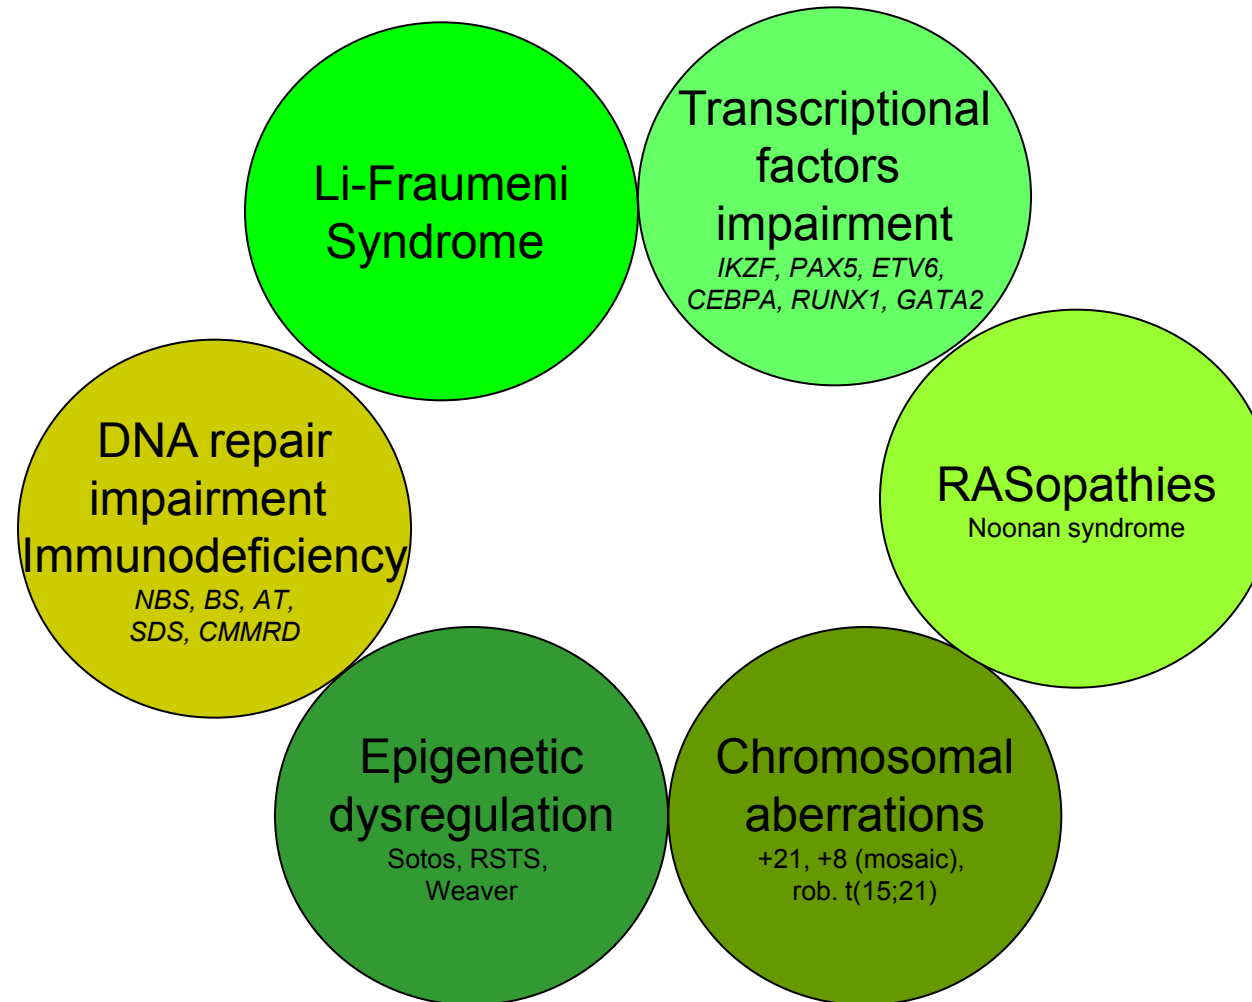 Li-Fraumeni
Syndrome
Transcriptional
factors
impairment
IKZF, PAX5, ETV6,
CEBPA, RUNX1, GATA2
RASopathies
Noonan syndrome
Chromosomal
aberrations
+21, +8 (mosaic),
rob. t(15;21)
Epigenetic
dysregulation
Sotos, RSTS,
Weaver
DNA repair
impairment
Immunodeficiency
NBS, BS, AT,
SDS, CMMRD